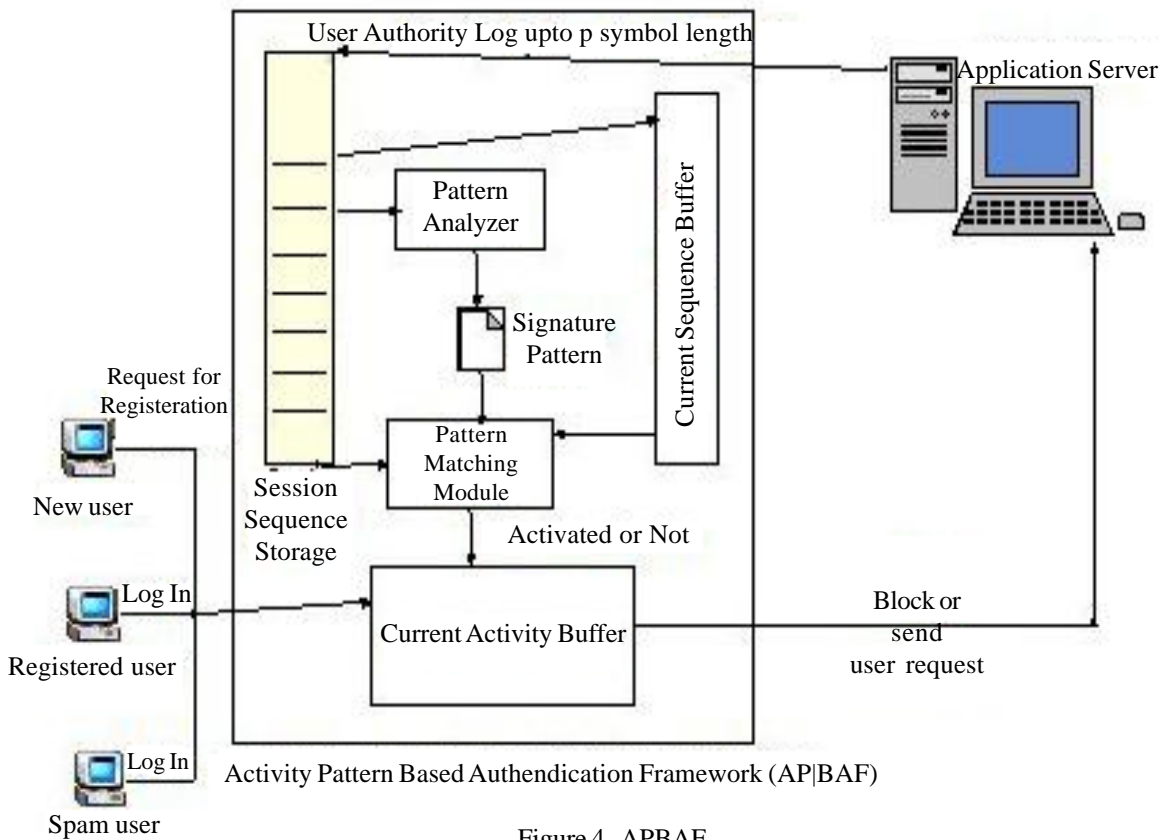 User Authority Log upto p symbol length
Application Server
Pattern
Analyzer
Current Sequence Buffer
Signature
Pattern
Request for
Registeration
New user
Pattern
Matching
Module
Session
Sequence
Storage
Activated or Not
Log In
Registered user
Current Activity Buffer
Block or
send
user request
Log In
Spam user
Activity Pattern Based Authendication Framework (AP|BAF)
Figure 4. APBAF